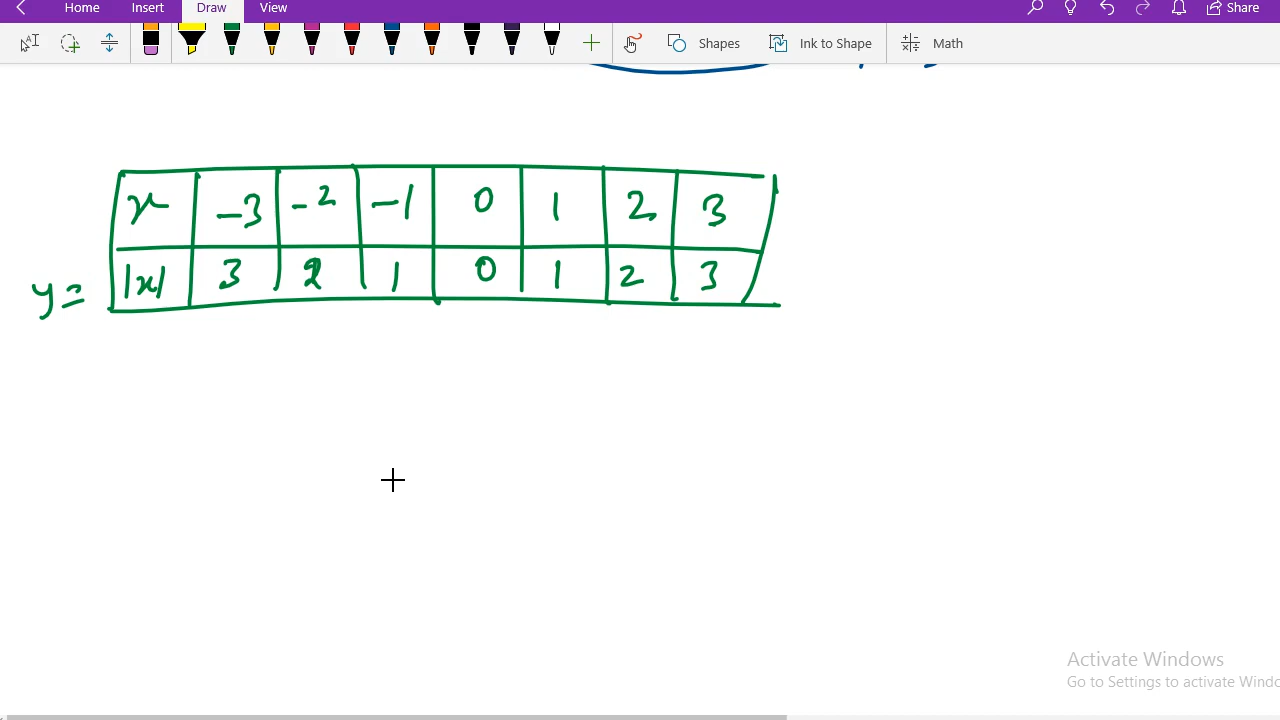 Home Insert Draw View Share
Shapes Ink to Shape Math
x -3 -2 -1 0 1 2 3
y= |x| 3 2 1 0 1 2 3
Activate Windows
Go to Settings to activate Windo